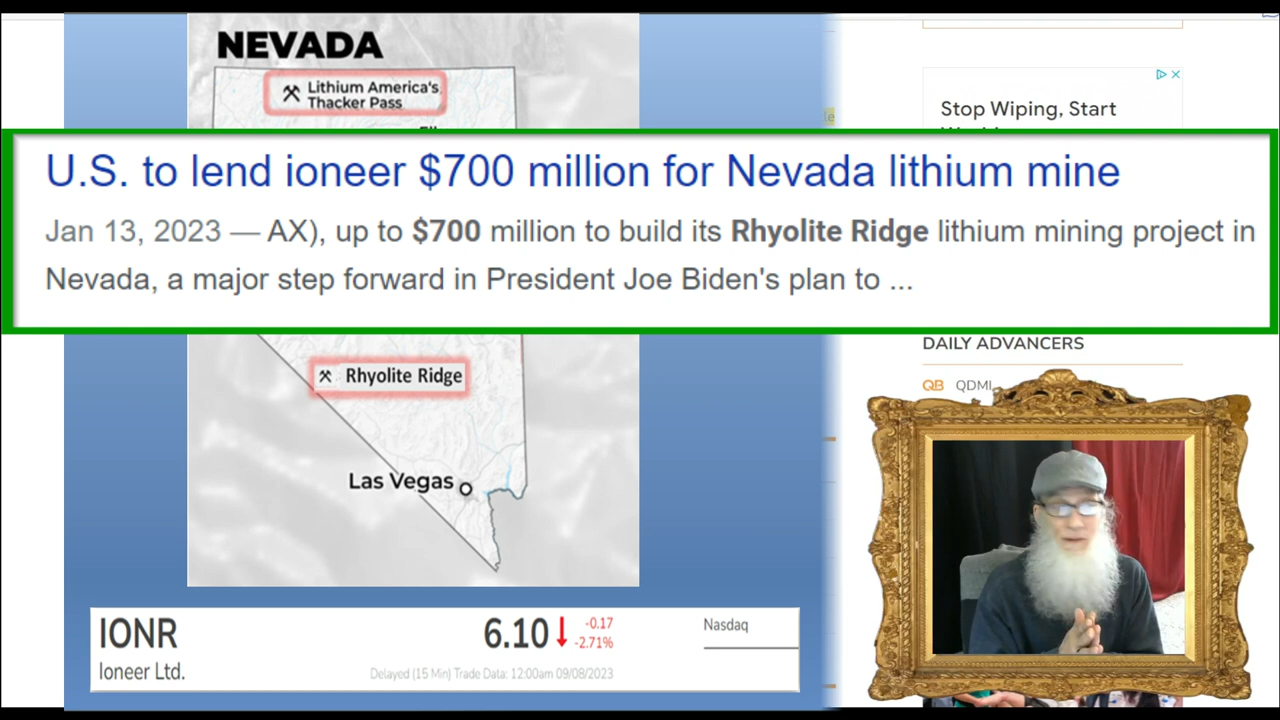 NEVADA
Lithium America's
Thacker Pass
Stop Wiping, Start
U.S. to lend ioneer $700 million for Nevada lithium mine
Jan 13, 2023 — AX), up to $700 million to build its Rhyolite Ridge lithium mining project in
Nevada, a major step forward in President Joe Biden's plan to ...
DAILY ADVANCERS
QB QDMI
Rhyolite Ridge
Las Vegas
IONR
Ioneer Ltd.
6.10 -0.17
-2.71%
Nasdaq
Delayed (15 Min) Trade Data: 12:00am 09/08/2023